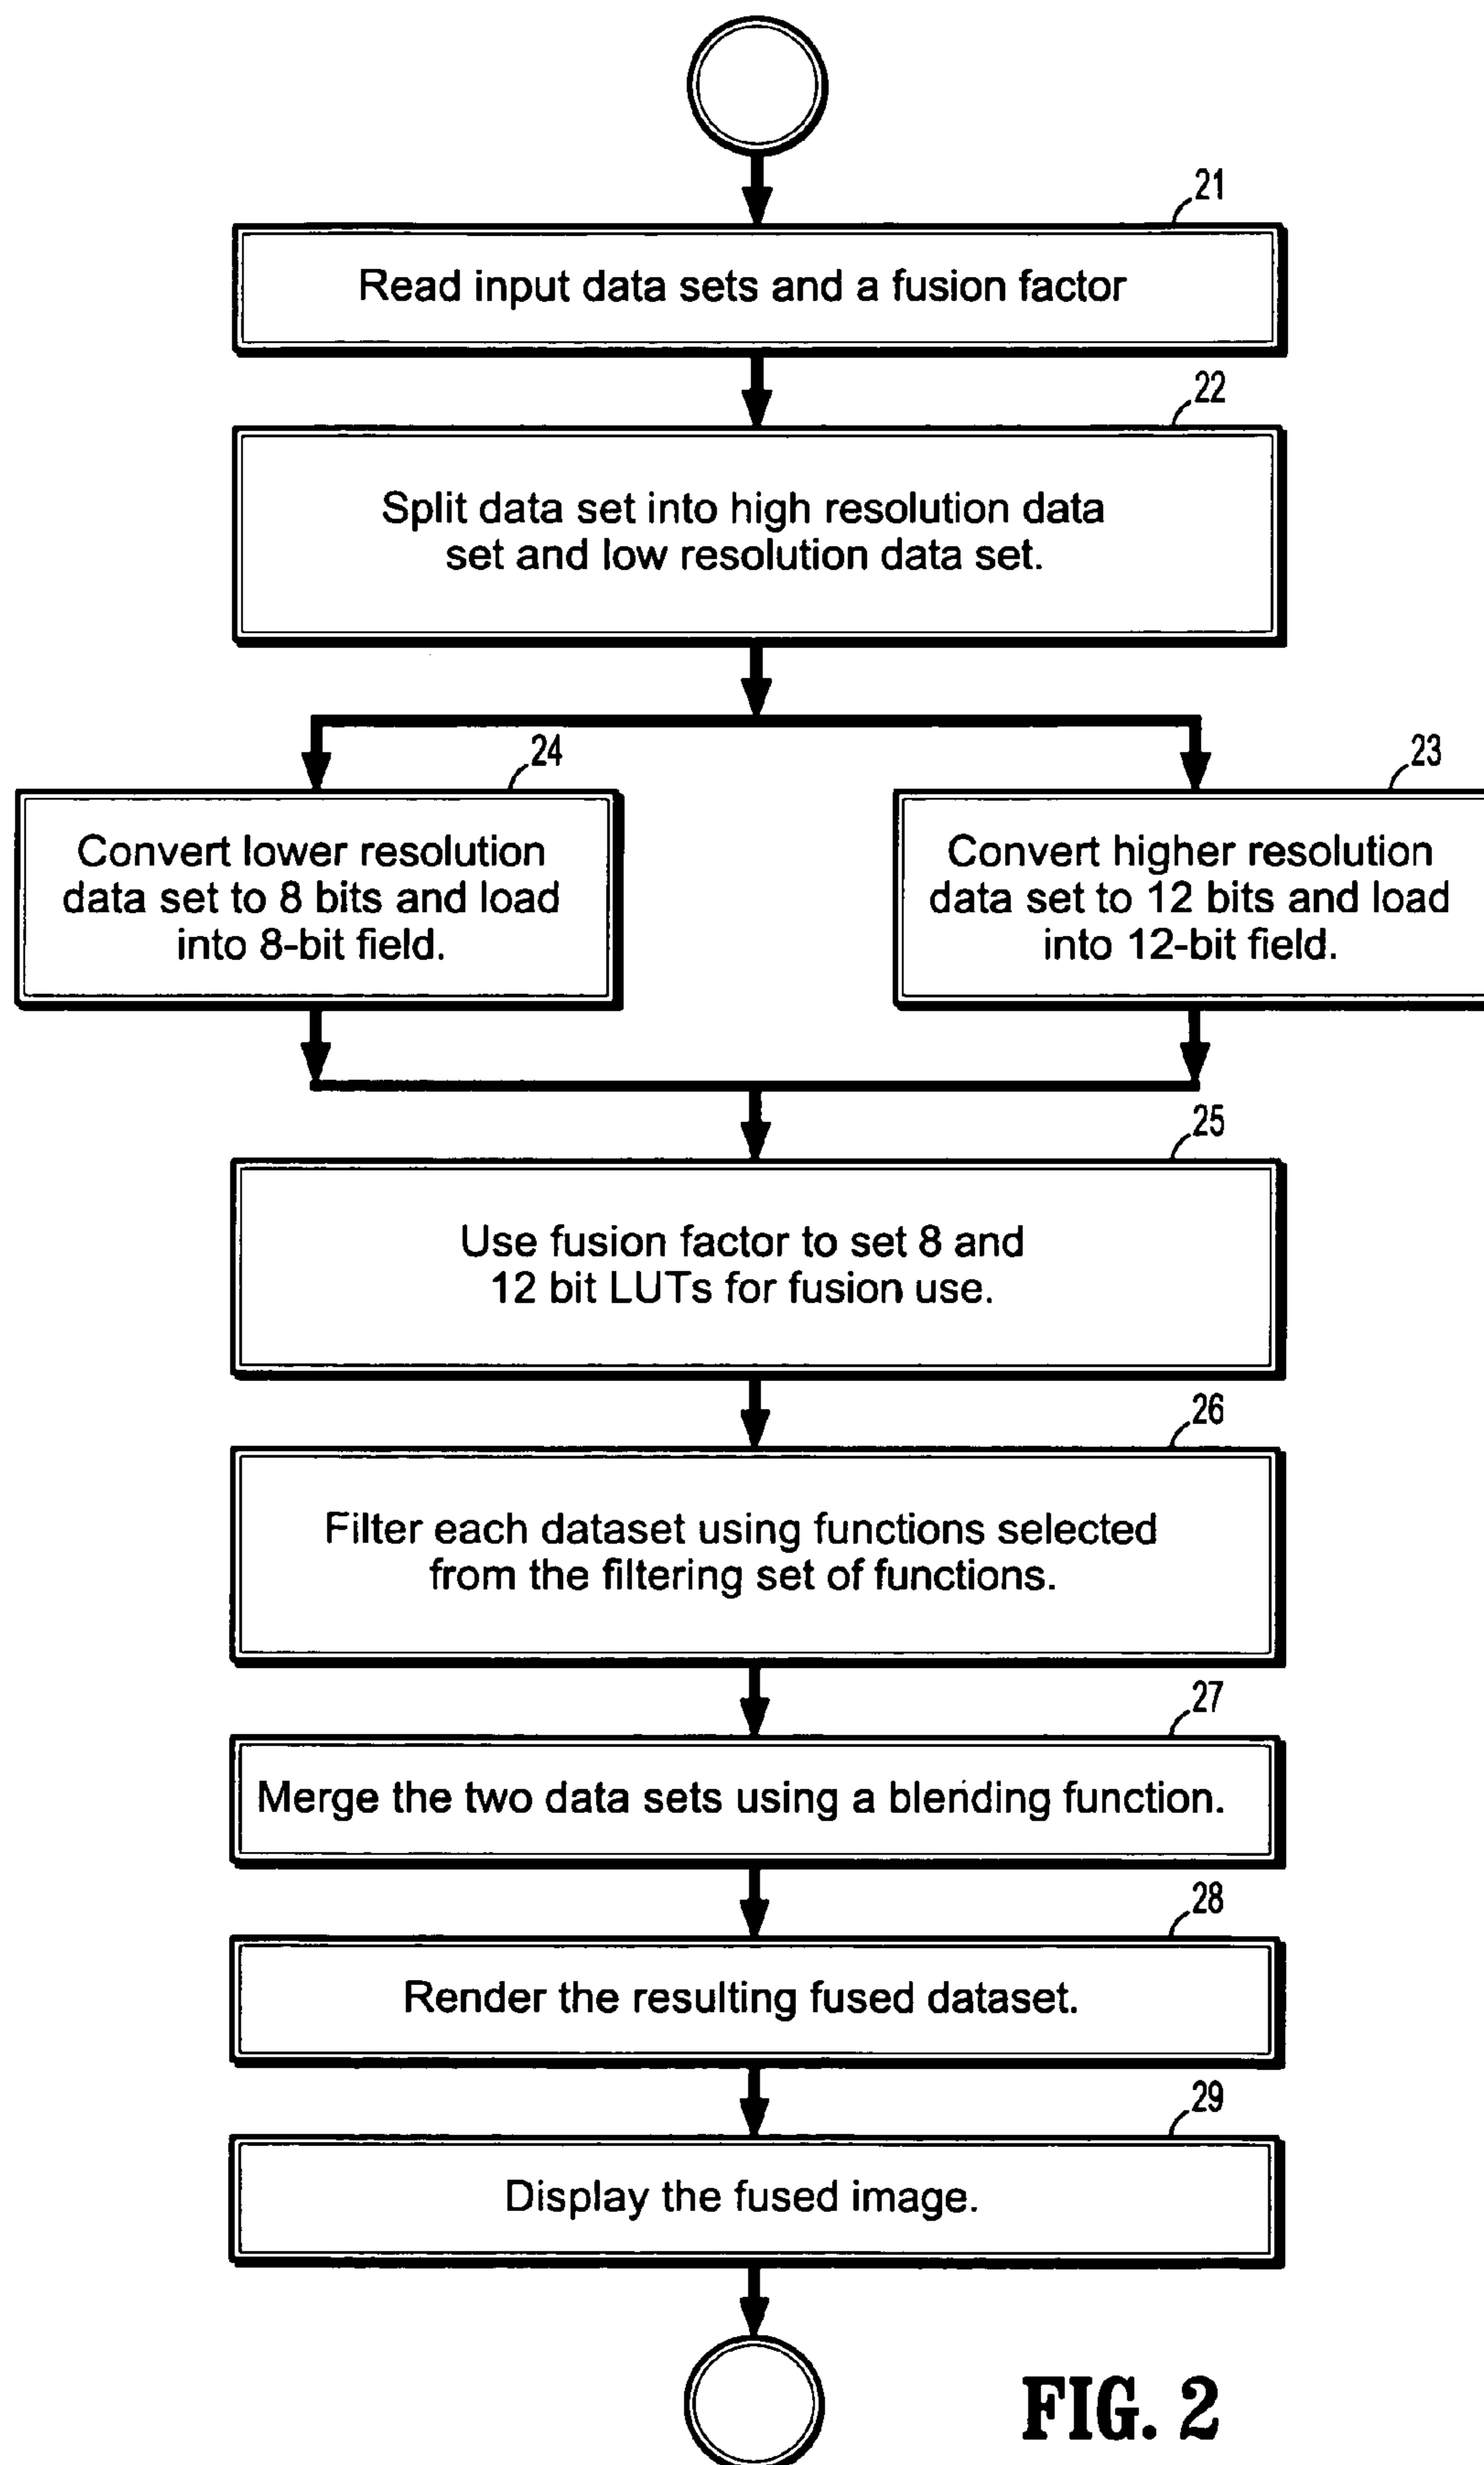 21
Read input data sets and a fusion factor
22
Split data set into high resolution data
set and low resolution data set.
24
Convert lower resolution
data set to 8 bits and load
into 8-bit field.
23
Convert higher resolution
data set to 12 bits and load
into 12-bit field.
25
Use fusion factor to set 8 and
12 bit LUTs for fusion use.
26
Filter each dataset using functions selected
from the filtering set of functions.
27
Merge the two data sets using a blending function.
28
Render the resulting fused dataset.
29
Display the fused image.
FIG. 2